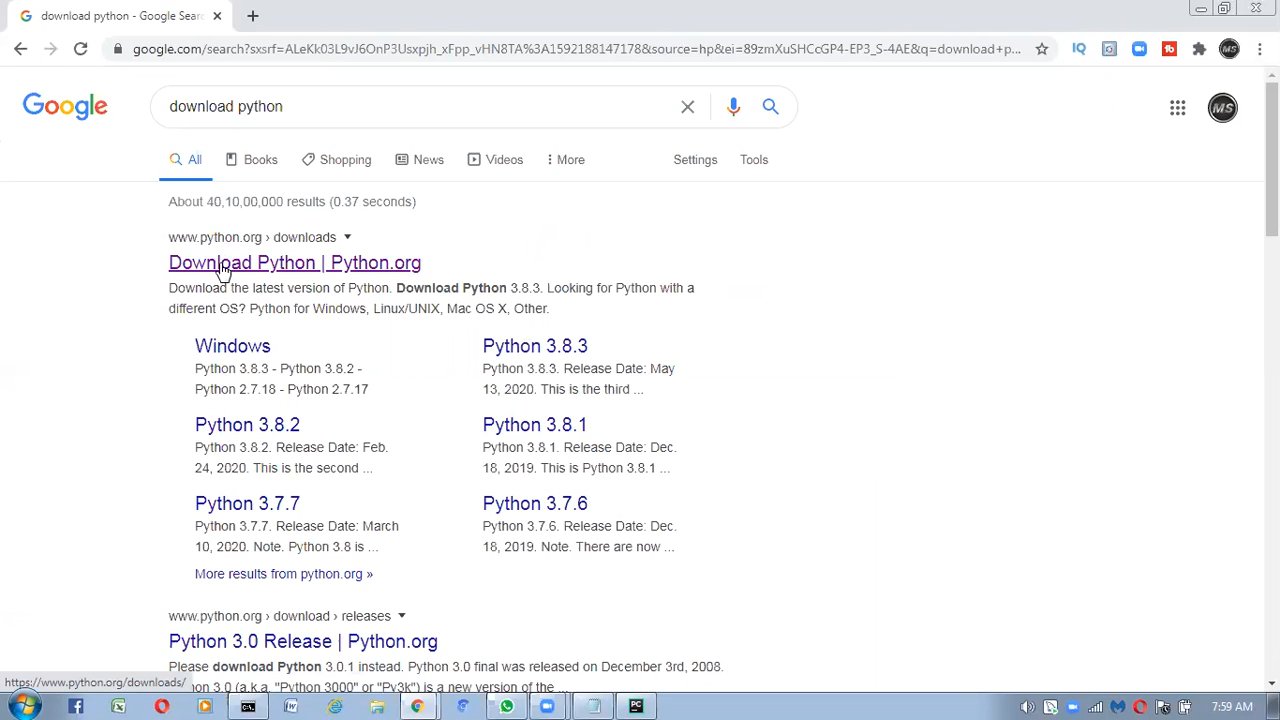 download python - Google Sear
google.com/search?sxsrf=ALeKk03L9vJ6OnP3Usxpjh_xFpp_vHN8TA%3A1592188147178&source=hp&ei=89zmXuSHCcGP4-EP3_S-4AE&q=download+p...
IQ
MS
Google
download python
MS
All
Books
Shopping
News
Videos
More
Settings
Tools
About 40,10,00,000 results (0.37 seconds)
www.python.org › downloads
Download Python | Python.org
Download the latest version of Python. Download Python 3.8.3. Looking for Python with a
different OS? Python for Windows, Linux/UNIX, Mac OS X, Other.
Windows
Python 3.8.3 - Python 3.8.2 -
Python 2.7.18 - Python 2.7.17
Python 3.8.3
Python 3.8.3. Release Date: May
13, 2020. This is the third ...
Python 3.8.2
Python 3.8.2. Release Date: Feb.
24, 2020. This is the second ...
Python 3.8.1
Python 3.8.1. Release Date: Dec.
18, 2019. This is Python 3.8.1 ...
Python 3.7.7
Python 3.7.7. Release Date: March
10, 2020. Note. Python 3.8 is ...
Python 3.7.6
Python 3.7.6. Release Date: Dec.
18, 2019. Note. There are now ...
More results from python.org »
www.python.org › download › releases
Python 3.0 Release | Python.org
Please download Python 3.0.1 instead. Python 3.0 final was released on December 3rd, 2008.
Python 3.0 (a.k.a. "Python 3000" or "Py3k") is a new version of the ...
https://www.python.org/downloads/
PC
7:59 AM